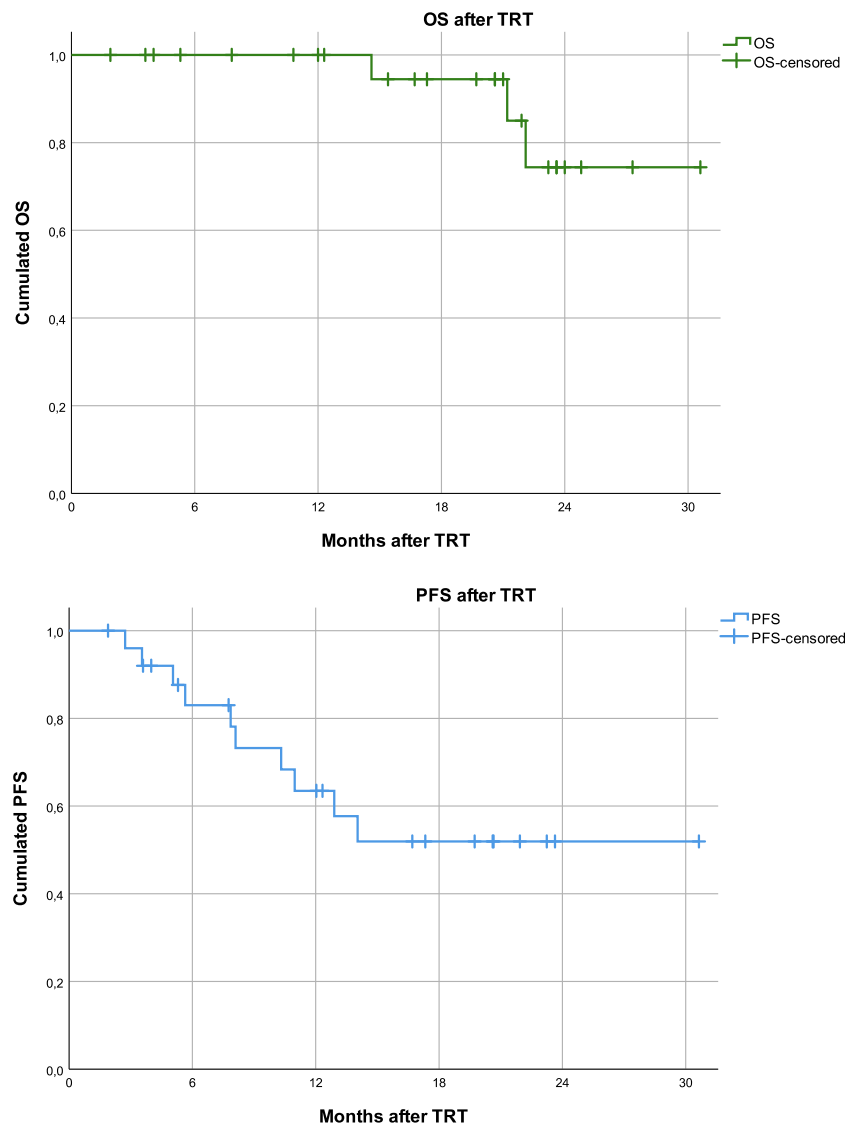 OS after TRT
OS
OS-censored
1,0
0,8
0,6
0,4
0,2
0,0
Cumulated OS
0 6 12 18 24 30
Months after TRT
PFS after TRT
PFS
PFS-censored
1,0
0,8
0,6
0,4
0,2
0,0
Cumulated PFS
0 6 12 18 24 30
Months after TRT